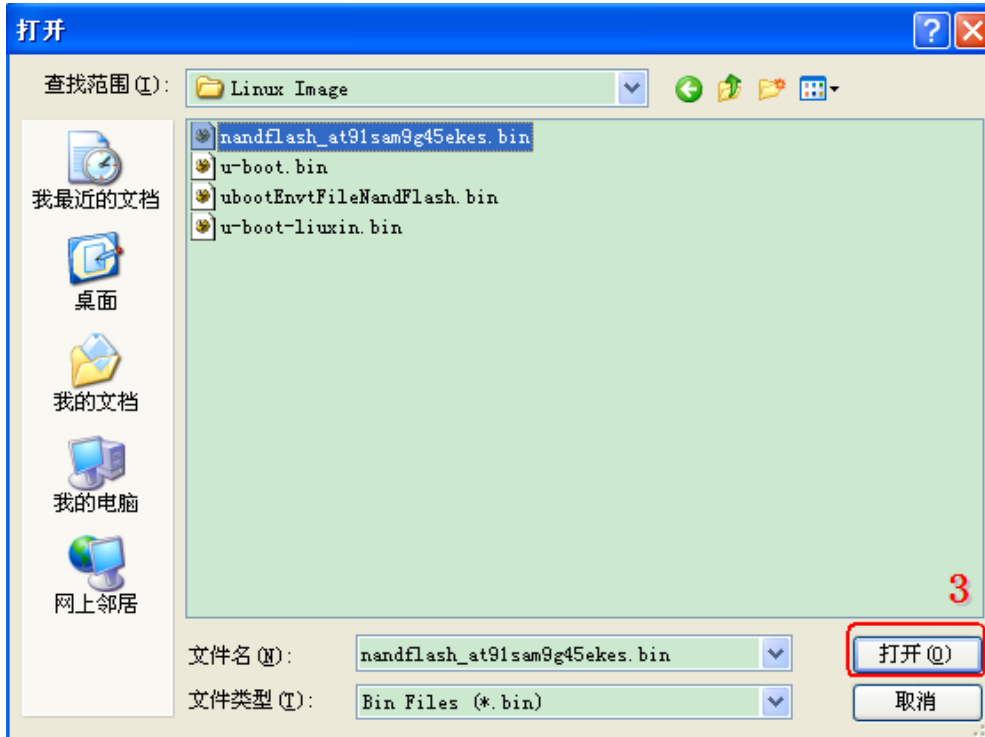 打开
查找范围(I):
Linux Image
我最近的文档
桌面
我的文档
我的电脑
网上邻居
nandflash_at91sam9g45ekes.bin
u-boot.bin
ubootEnvtFileNandFlash.bin
u-boot-liuxin.bin
3
文件名(N):
nandflash_at91sam9g45ekes.bin
打开(O)
文件类型(T):
Bin Files (*.bin)
取消